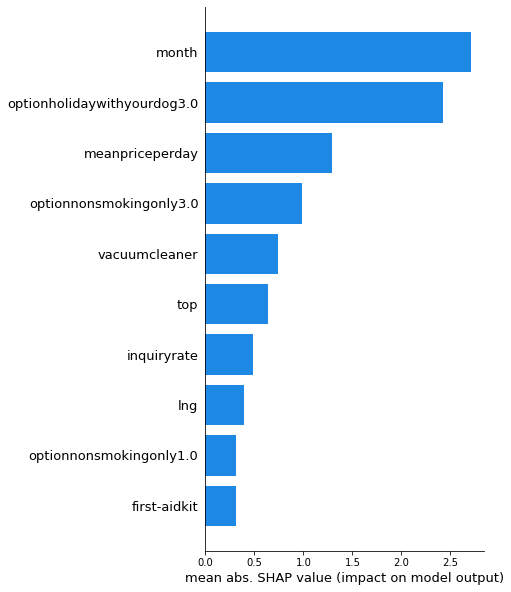 month
optionholidaywithyourdog3.0
meanpriceperday
optionnonsmokingonly3.0
vacuumcleaner
top
inquiryrate
lng
optionnonsmokingonly1.0
first-aidkit
0.0 0.5 1.0 1.5 2.0 2.5
mean abs. SHAP value (impact on model output)